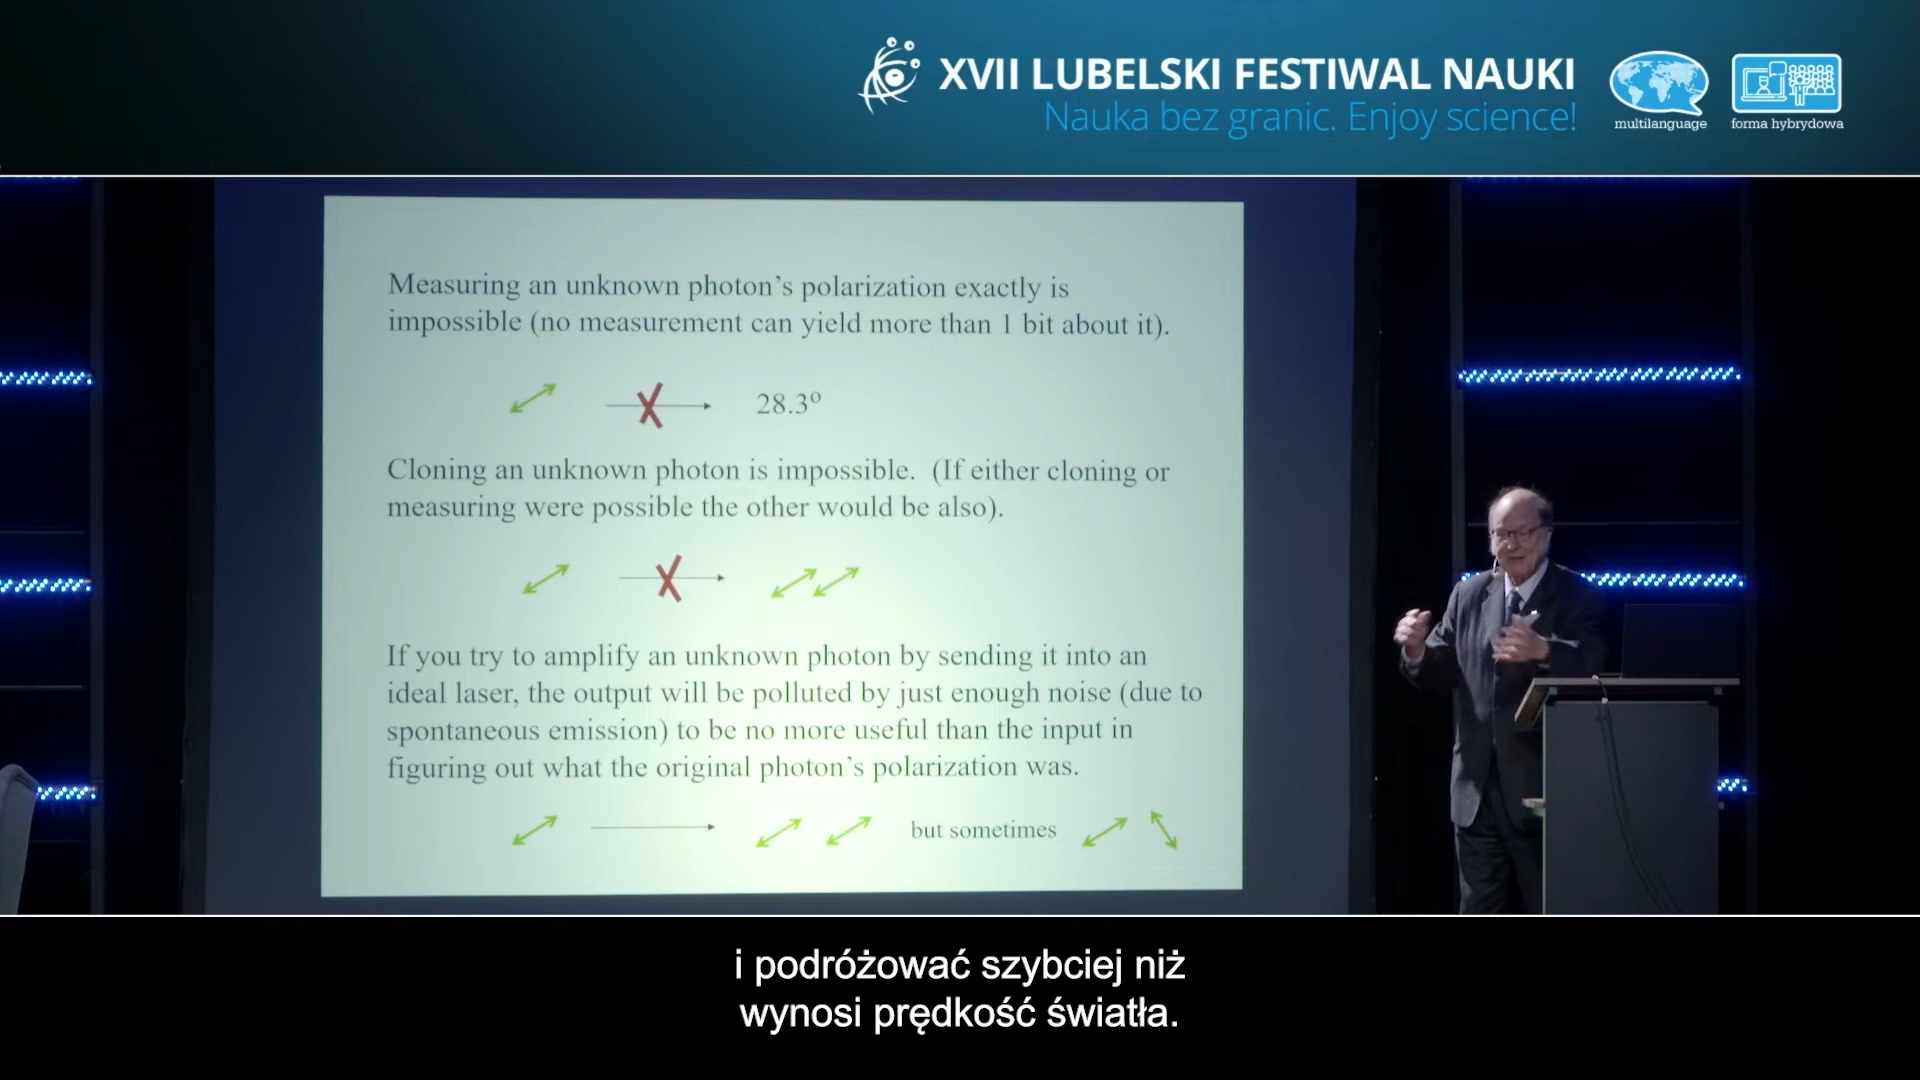 XVII LUBELSKI FESTIWAL NAUKI
Nauka bez granic. Enjoy science!
multilanguage
forma hybrydowa
Measuring an unknown photon's polarization exactly is
impossible (no measurement can yield more than 1 bit about it).
28.3º
Cloning an unknown photon is impossible. (If either cloning or
measuring were possible the other would be also).
If you try to amplify an unknown photon by sending it into an
ideal laser, the output will be polluted by just enough noise (due to
spontaneous emission) to be no more useful than the input in
figuring out what the original photon's polarization was.
but sometimes
i podróżować szybciej niż
wynosi prędkość światła.